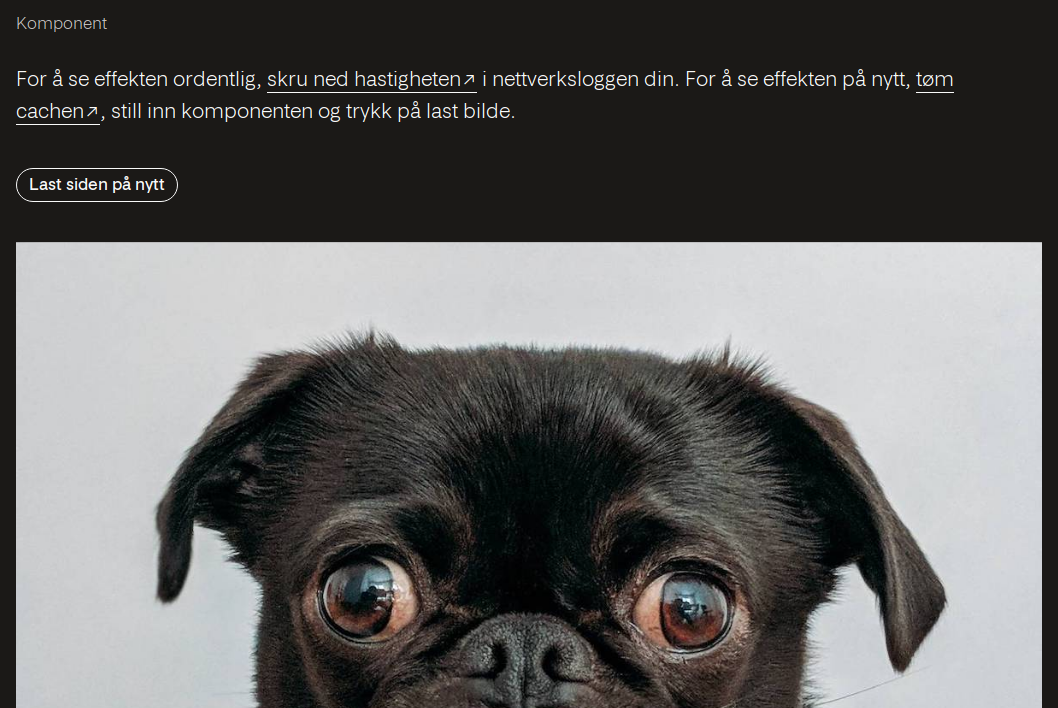 Komponent
For å se effekten ordentlig, skru ned hastigheten↗ i nettverksloggen din. For å se effekten på nytt, tøm
cachen↗, still inn komponenten og trykk på last bilde.
Last siden på nytt